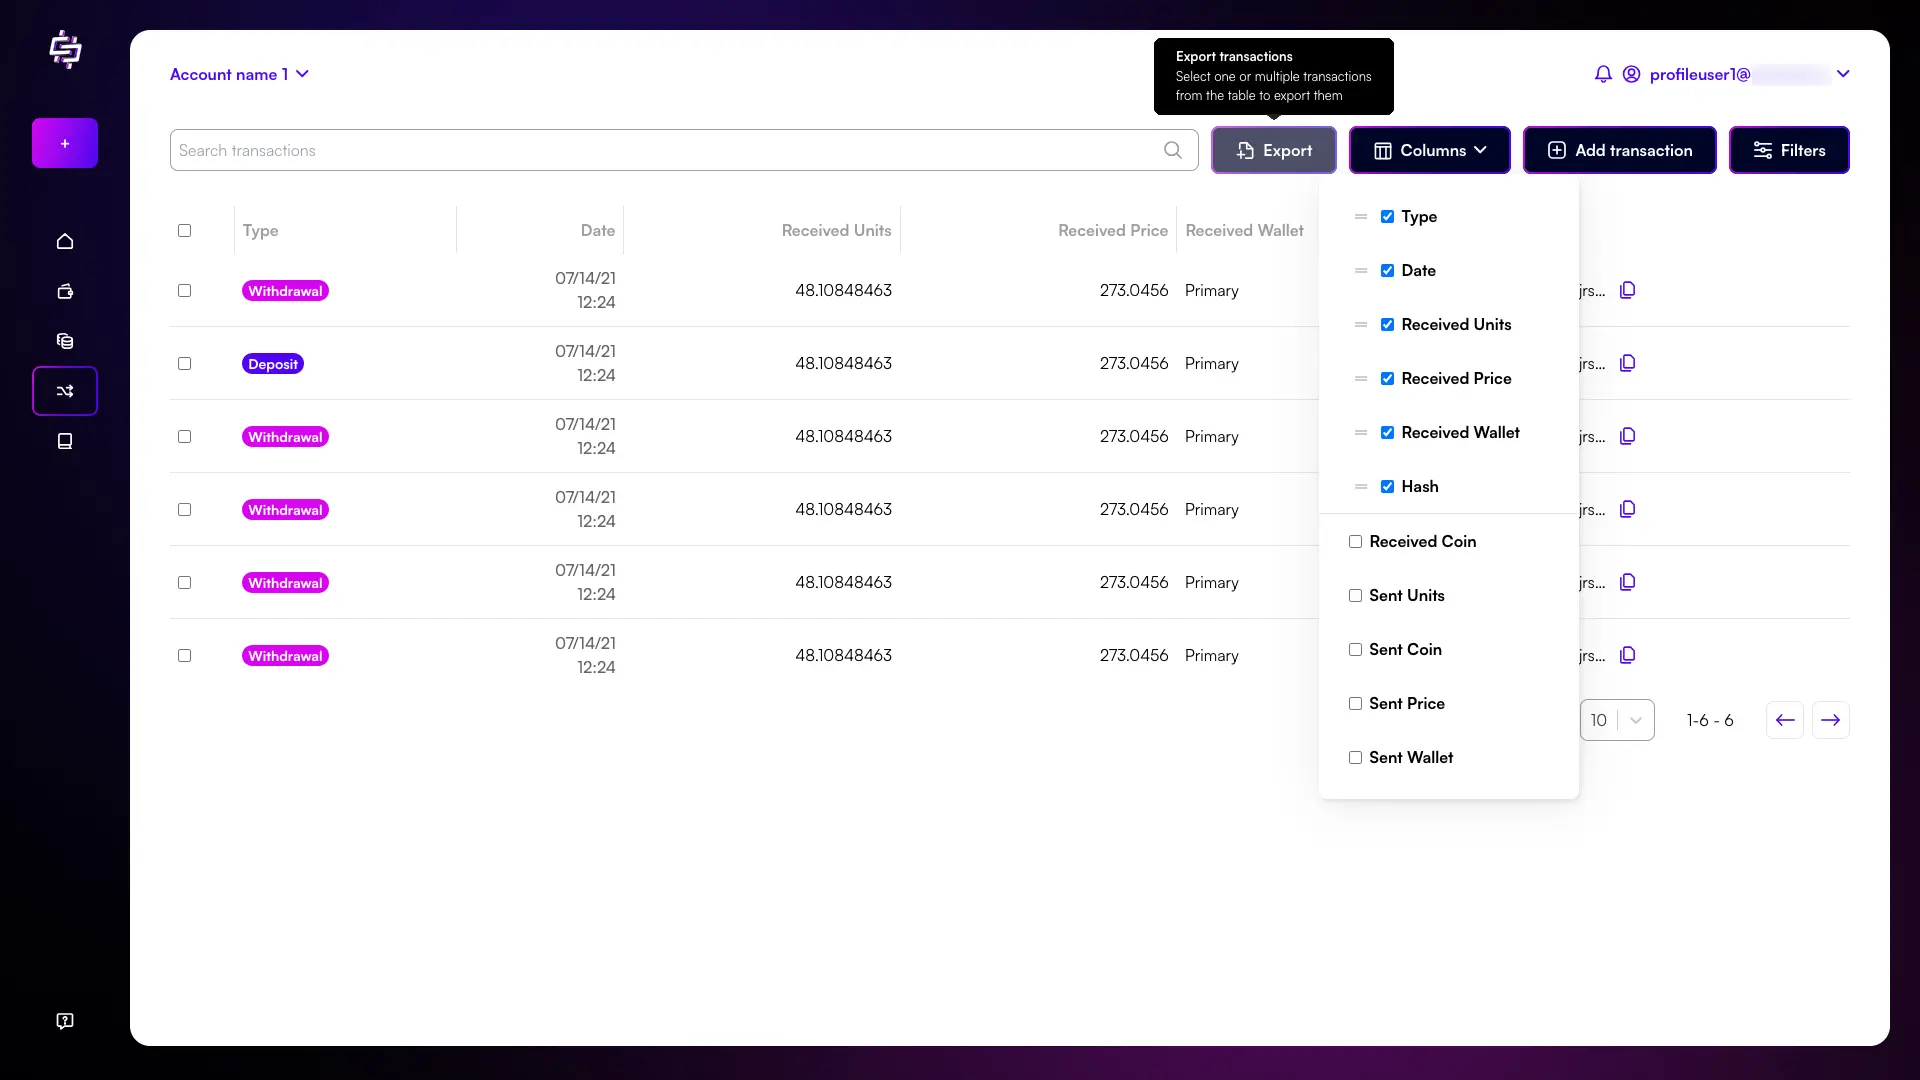 Account name 1
Export transactions
Select one or multiple transactions
from the table to export them
profileuser1@
+
Search transactions
Export
Columns
Add transaction
Filters
Type
Date
Received Units
Received Price
Received Wallet
Withdrawal
07/14/21
12:24
48.10848463
273.0456
Primary
jrs...
Deposit
07/14/21
12:24
48.10848463
273.0456
Primary
jrs...
Withdrawal
07/14/21
12:24
48.10848463
273.0456
Primary
jrs...
Withdrawal
07/14/21
12:24
48.10848463
273.0456
Primary
jrs...
Withdrawal
07/14/21
12:24
48.10848463
273.0456
Primary
jrs...
Withdrawal
07/14/21
12:24
48.10848463
273.0456
Primary
jrs...
Type
Date
Received Units
Received Price
Received Wallet
Hash
Received Coin
Sent Units
Sent Coin
Sent Price
Sent Wallet
10
1-6 - 6